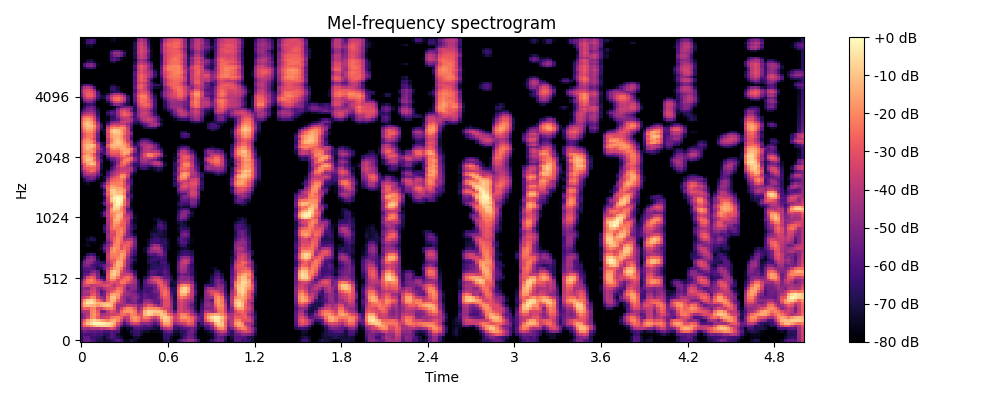 Mel-frequency spectrogram
+0 dB
4096
-10 dB
-20 dB
2048
-30 dB
Hz
1024
-40 dB
-50 dB
512
-60 dB
-70 dB
0
-80 dB
0 0.6 1.2 1.8 2.4 3 3.6 4.2 4.8
Time